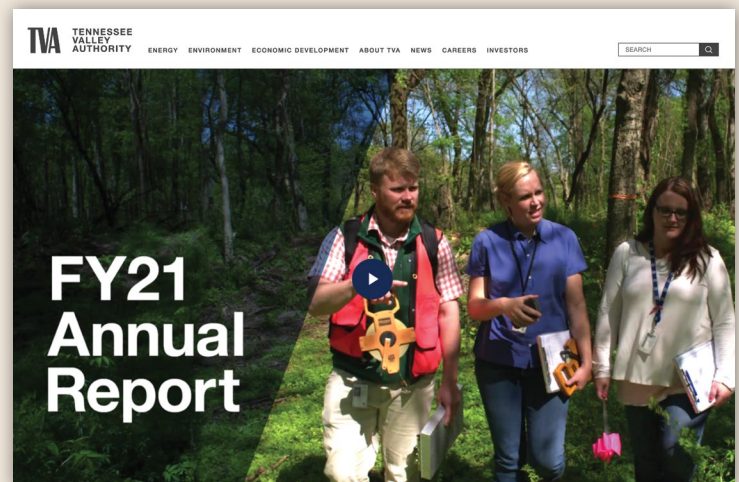 TVA
TENNESSEE
VALLEY
AUTHORITY
ENERGY ENVIRONMENT ECONOMIC DEVELOPMENT ABOUT TVA NEWS CAREERS INVESTORS
SEARCH
FY21
Annual
Report